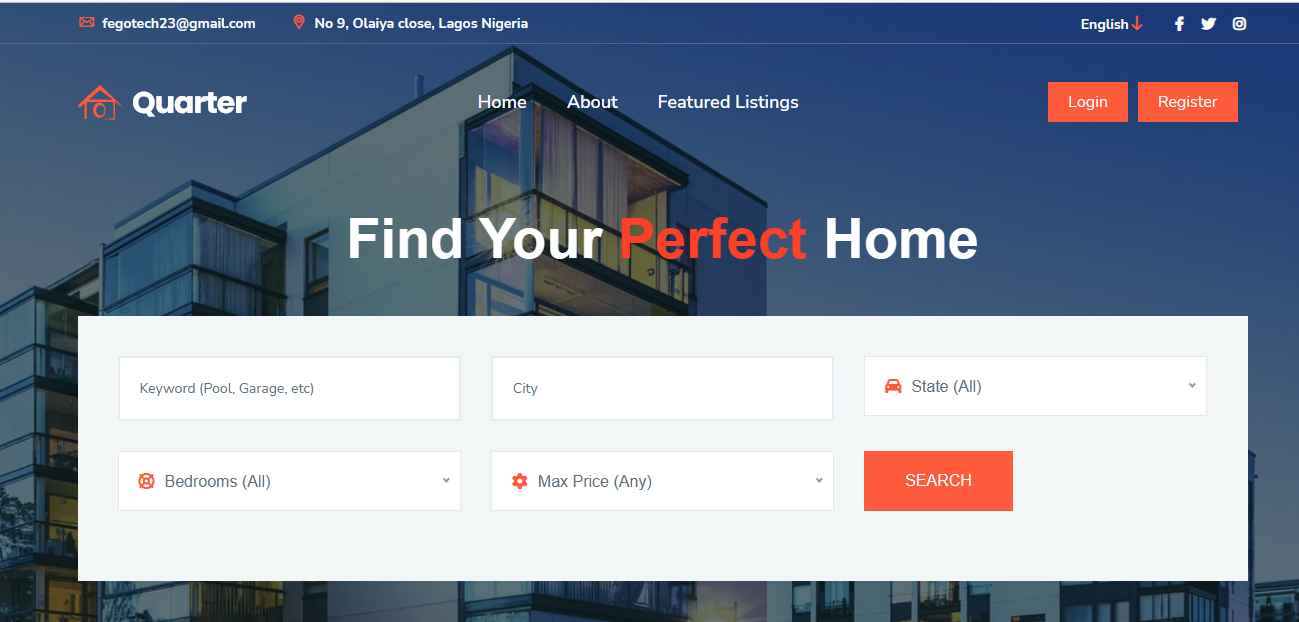 fegotech23@gmail.com No 9, Olaiya close, Lagos Nigeria English
Quarter Home About Featured Listings Login Register
Find Your Perfect Home
Keyword (Pool, Garage, etc) City State (All)
Bedrooms (All) Max Price (Any) SEARCH